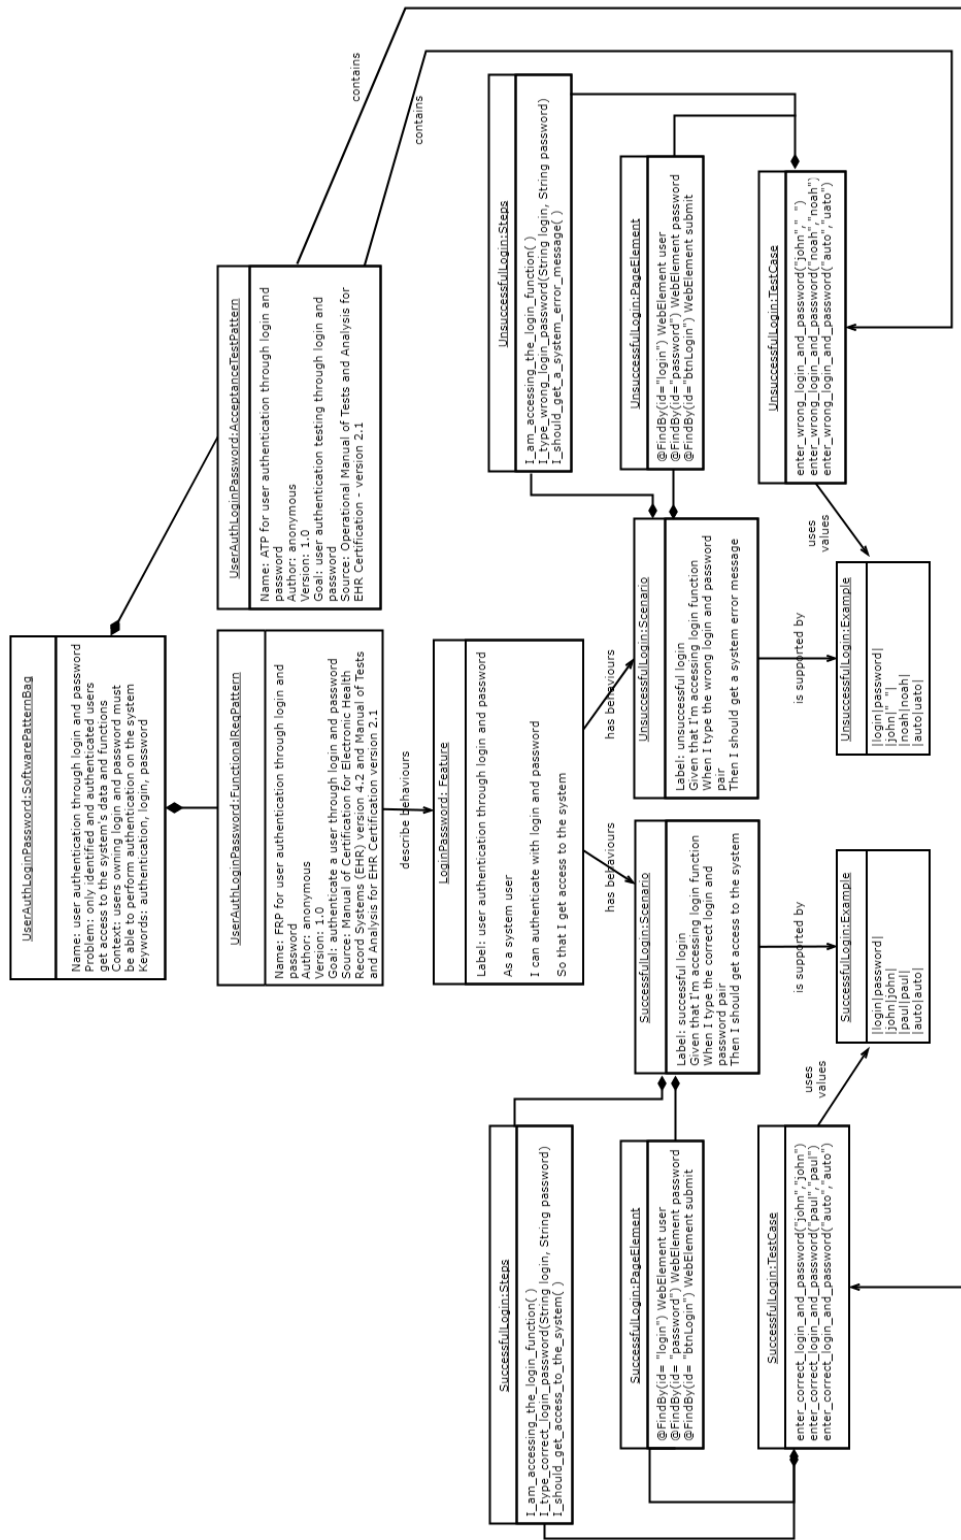 UserAuthLoginPassword:SoftwarePatternBag
Name: user authentication through login and password
Problem: only identified and authenticated users
get access to the system's data and functions
Context: users owning login and password must
be able to perform authentication on the system
Keywords: authentication, login, password
UserAuthLoginPassword:FunctionalReqPattern
Name: FRP for user authentication through login and
password
Author: anonymous
Version: 1.0
Goal: authenticate a user through login and password
Source: Manual of Certification for Electronic Health
Record Systems (EHR) version 4.2 and Manual of Tests
and Analysis for EHR Certification version 2.1
UserAuthLoginPassword:AcceptanceTestPattern
Name: ATP for user authentication through login and
password
Author: anonymous
Version: 1.0
Goal: user authentication testing through login and
password
Source: Operational Manual of Tests and Analysis for
EHR Certification - version 2.1
contains
contains
describe behaviours
LoginPassword: Feature
Label: user authentication through login and password
As a system user
I can authenticate with login and password
So that I get access to the system
has behaviours
has behaviours
SuccessfulLogin:Steps
I_am_accessing_the_login_function( )
I_type_correct_login_password(String login, String password)
I_should_get_access_to_the_system( )
UnsuccessfulLogin:Steps
I_am_accessing_the_login_function( )
I_type_wrong_login_password(String login, String password)
I_should_get_a_system_error_message( )
SuccessfulLogin:PageElement
@FindBy(id= "login") WebElement user
@FindBy(id= "password") WebElement password
@FindBy(id= "btnLogin") WebElement submit
SuccessfulLogin:Scenario
Label: successful login
Given that I'm accessing login function
When I type the correct login and
password pair
Then I should get access to the system
UnsuccessfulLogin:Scenario
Label: unsuccessful login
Given that I'm accessing login function
When I type the wrong login and password
pair
Then I should get a system error message
UnsuccessfulLogin:PageElement
@FindBy(id="login") WebElement user
@FindBy(id="password") WebElement password
@FindBy(id="btnLogin") WebElement submit
SuccessfulLogin:TestCase
enter_correct_login_and_password("john","john")
enter_correct_login_and_password("paul","paul")
enter_correct_login_and_password("auto","auto")
uses
values
is supported by
is supported by
uses
values
UnsuccessfulLogin:TestCase
enter_wrong_login_and_password("john"," ")
enter_wrong_login_and_password("noah","noah")
enter_wrong_login_and_password("auto","uato")
SuccessfulLogin:Example
|login|password|
|john|john|
|paul|paul|
|auto|auto|
UnsuccessfulLogin:Example
|login|password|
|john|" "|
|noah|noah|
|auto|uato|